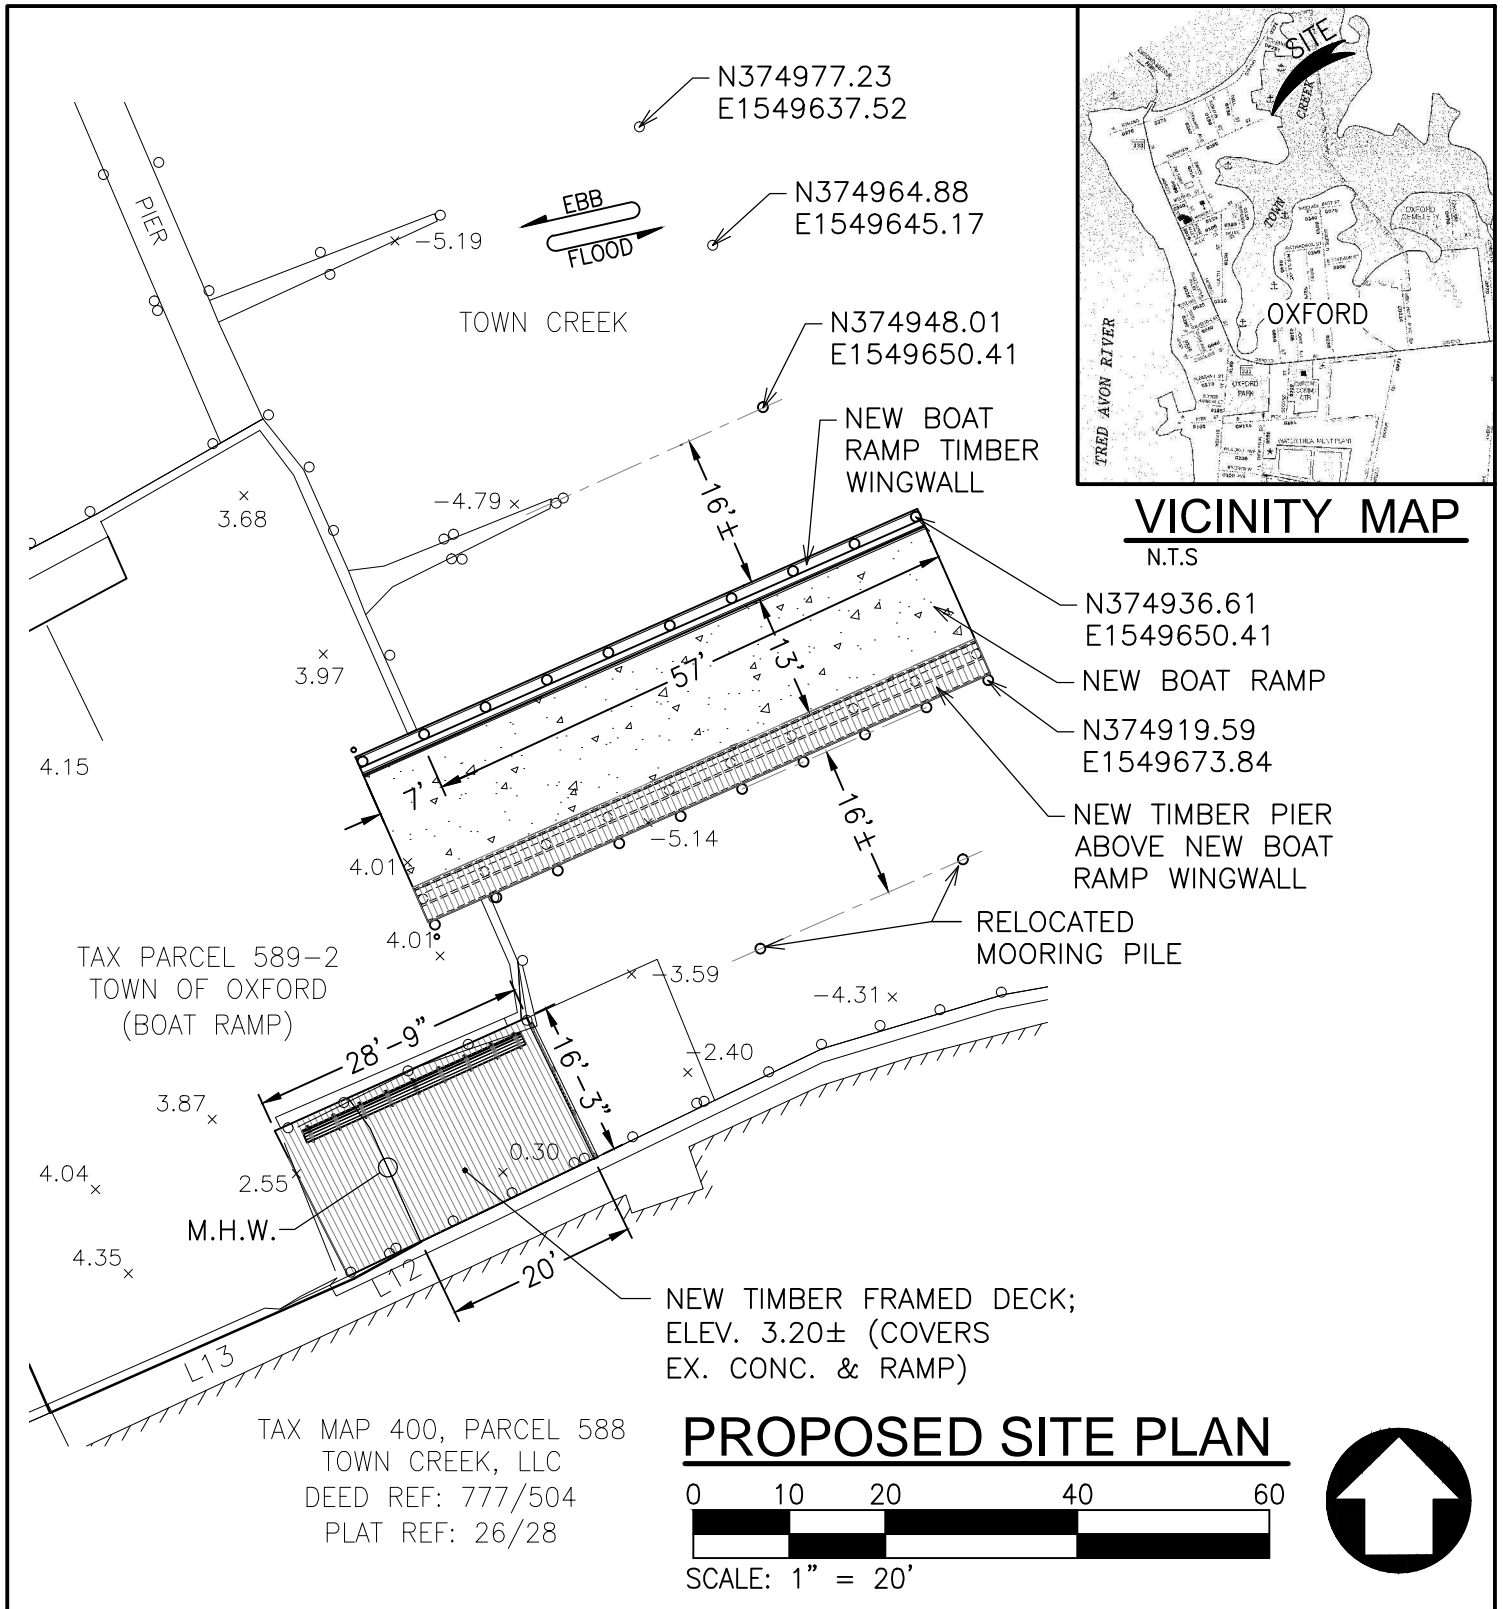 N374977.23
E1549637.52
N374964.88
E1549645.17
N374948.01
E1549650.41
PIER
EBB
FLOOD
-5.19
TOWN CREEK
SITE
CREEK
TOWN
OXFORD
CEMETERY
OXFORD
OXFORD
PARK
TRED AVON RIVER
VICINITY MAP
N.T.S
NEW BOAT
RAMP TIMBER
WINGWALL
16'±
-4.79
3.68
3.97
4.15
57'
13'
7'
N374936.61
E1549650.41
NEW BOAT RAMP
N374919.59
E1549673.84
NEW TIMBER PIER
ABOVE NEW BOAT
RAMP WINGWALL
16'±
-5.14
4.01
4.01
RELOCATED
MOORING PILE
TAX PARCEL 589-2
TOWN OF OXFORD
(BOAT RAMP)
-3.59
-4.31
-2.40
28'-9"
16'-3"
3.87
4.04
2.55
0.30
M.H.W.
4.35
20'
L12
L13
NEW TIMBER FRAMED DECK;
ELEV. 3.20± (COVERS
EX. CONC. & RAMP)
TAX MAP 400, PARCEL 588
TOWN CREEK, LLC
DEED REF: 777/504
PLAT REF: 26/28
PROPOSED SITE PLAN
0 10 20 40 60
SCALE: 1" = 20'